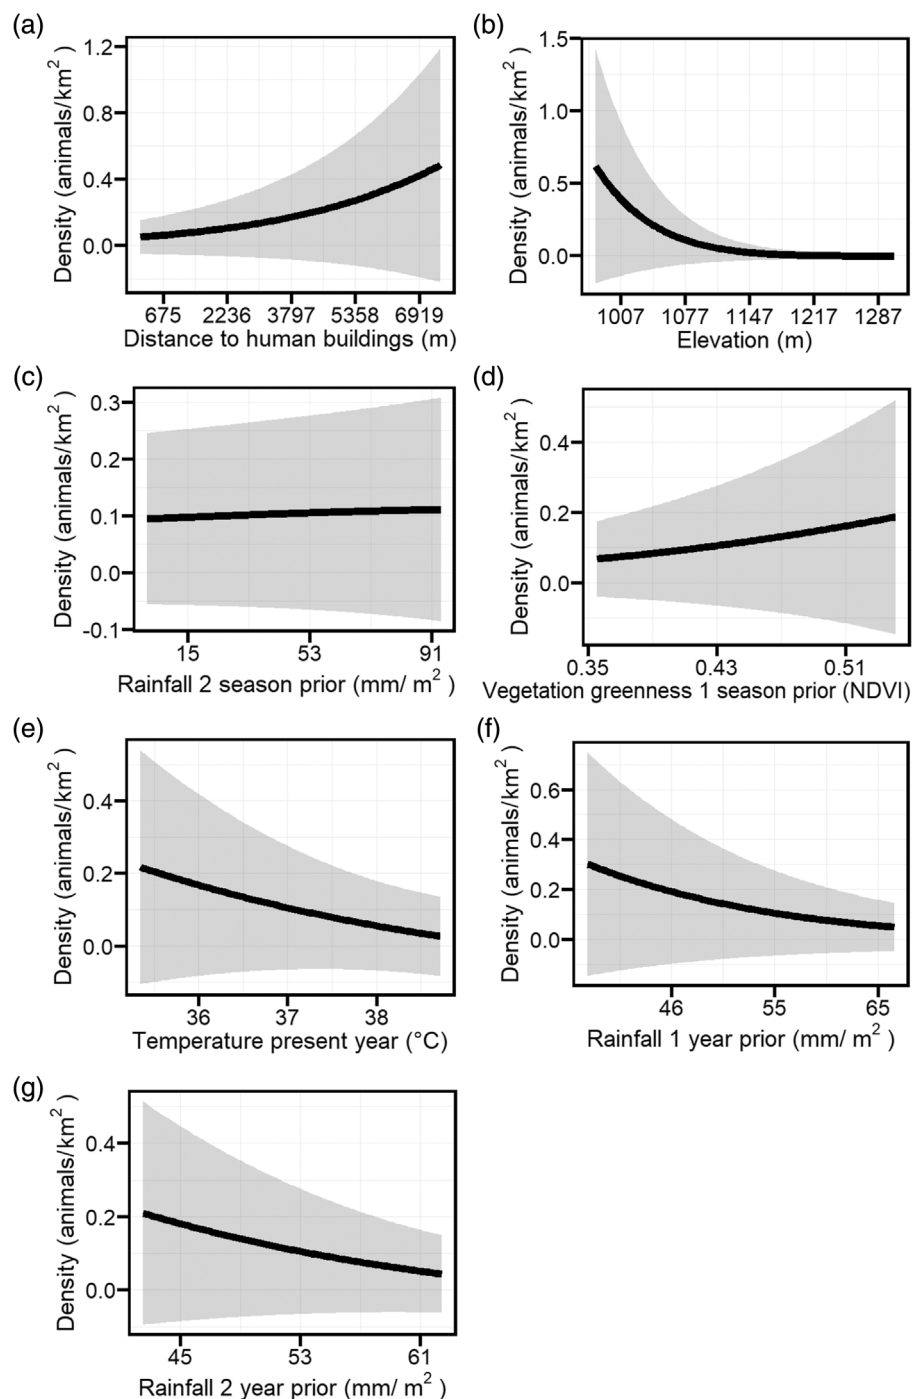 (a)
Density (animals/km²)
1.2
0.8
0.4
0.0
675 2236 3797 5358 6919
Distance to human buildings (m)
(b)
Density (animals/km²)
1.5
1.0
0.5
0.0
1007 1077 1147 1217 1287
Elevation (m)
(c)
Density (animals/km²)
0.3
0.2
0.1
0.0
-0.1
15 53 91
Rainfall 2 season prior (mm/ m²)
(d)
Density (animals/km²)
0.4
0.2
0.0
0.35 0.43 0.51
Vegetation greenness 1 season prior (NDVI)
(e)
Density (animals/km²)
0.4
0.2
0.0
36 37 38
Temperature present year (°C)
(f)
Density (animals/km²)
0.6
0.4
0.2
0.0
46 55 65
Rainfall 1 year prior (mm/ m²)
(g)
Density (animals/km²)
0.4
0.2
0.0
45 53 61
Rainfall 2 year prior (mm/ m²)